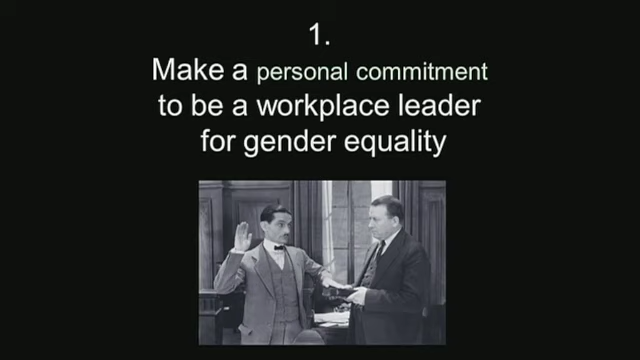 1.
Make a personal commitment
to be a workplace leader
for gender equality